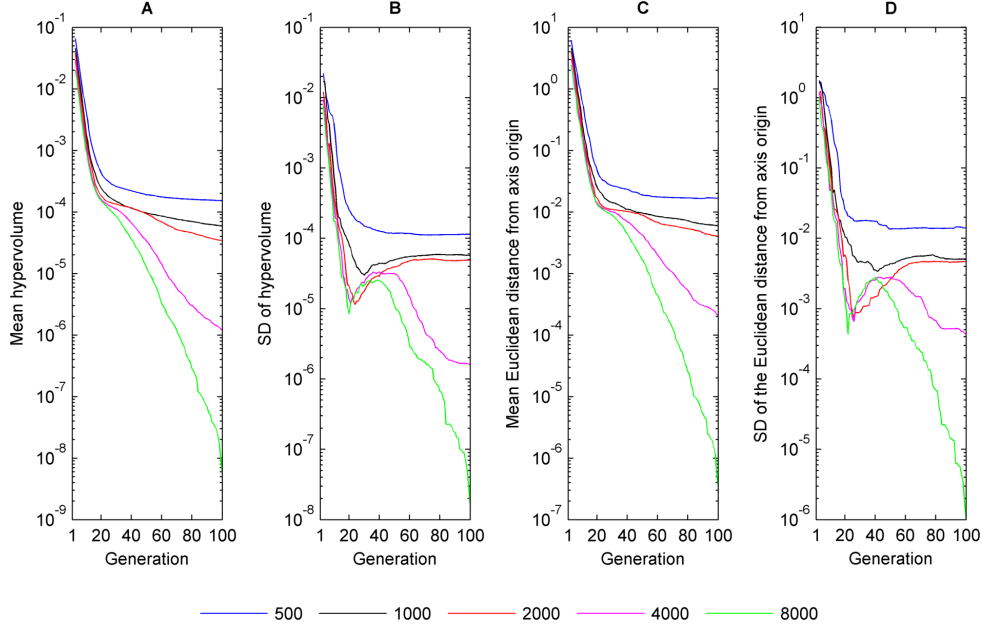 A
B
C
D
Mean hypervolume
10^-1
10^-2
10^-3
10^-4
10^-5
10^-6
10^-7
10^-8
10^-9
1 20 40 60 80 100
Generation
SD of hypervolume
10^-1
10^-2
10^-3
10^-4
10^-5
10^-6
10^-7
10^-8
1 20 40 60 80 100
Generation
Mean Euclidean distance from axis origin
10^1
10^0
10^-1
10^-2
10^-3
10^-4
10^-5
10^-6
10^-7
1 20 40 60 80 100
Generation
SD of the Euclidean distance from axis origin
10^1
10^0
10^-1
10^-2
10^-3
10^-4
10^-5
10^-6
1 20 40 60 80 100
Generation
500 1000 2000 4000 8000